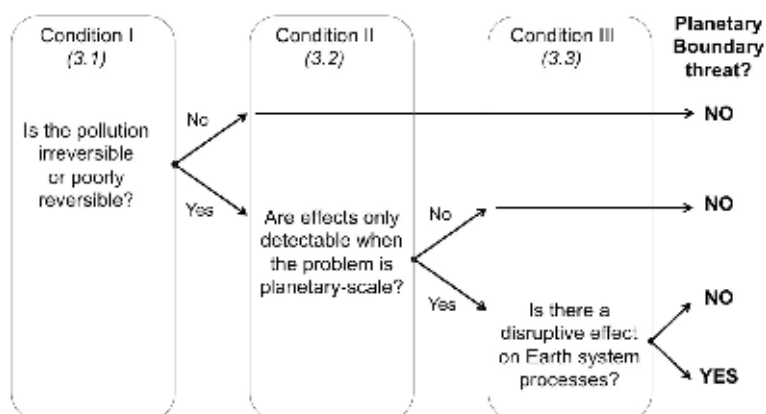 Condition I
(3.1)
Condition II
(3.2)
Condition III
(3.3)
Planetary
Boundary
threat?
Is the pollution
irreversible
or poorly
reversible?
No
NO
Yes
Are effects only
detectable when
the problem is
planetary-scale?
No
NO
Yes
Is there a
disruptive effect
on Earth system
processes?
NO
YES